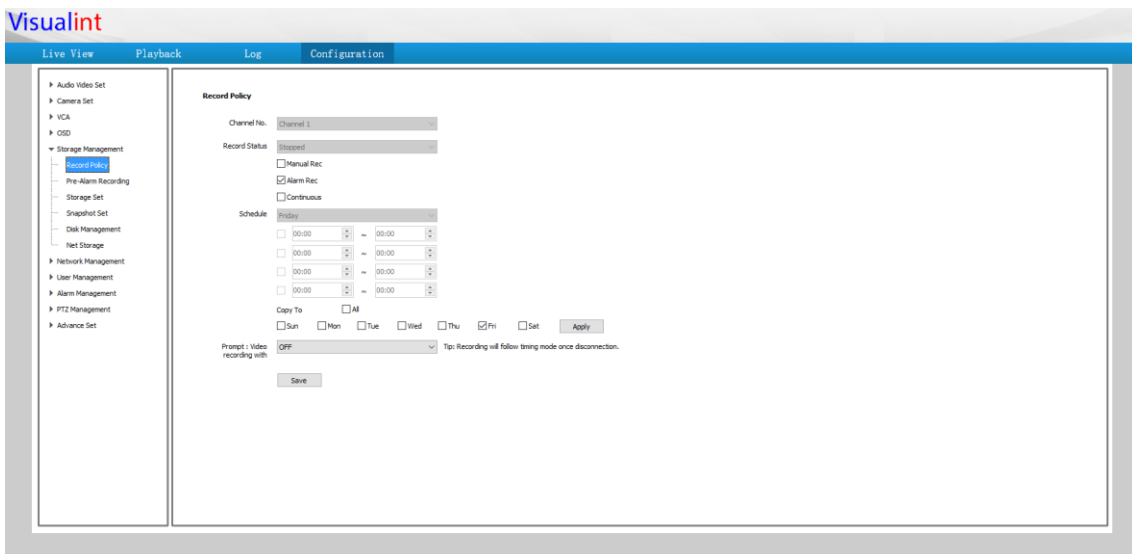 Visualint
Live View Playback Log Configuration
Audio Video Set
Camera Set
VCA
OSD
Storage Management
Record Policy
Pre-Alarm Recording
Storage Set
Snapshot Set
Disk Management
Net Storage
Network Management
User Management
Alarm Management
PTZ Management
Advance Set
Record Policy
Channel No. Channel 1
Record Status Stopped
Manual Rec
Alarm Rec
Continuous
Schedule Friday
00:00 ~ 00:00
00:00 ~ 00:00
00:00 ~ 00:00
00:00 ~ 00:00
Copy To All
Sun Mon Tue Wed Thu Fri Sat Apply
Prompt : Video OFF Tip: Recording will follow timing mode once disconnection.
recording with
Save